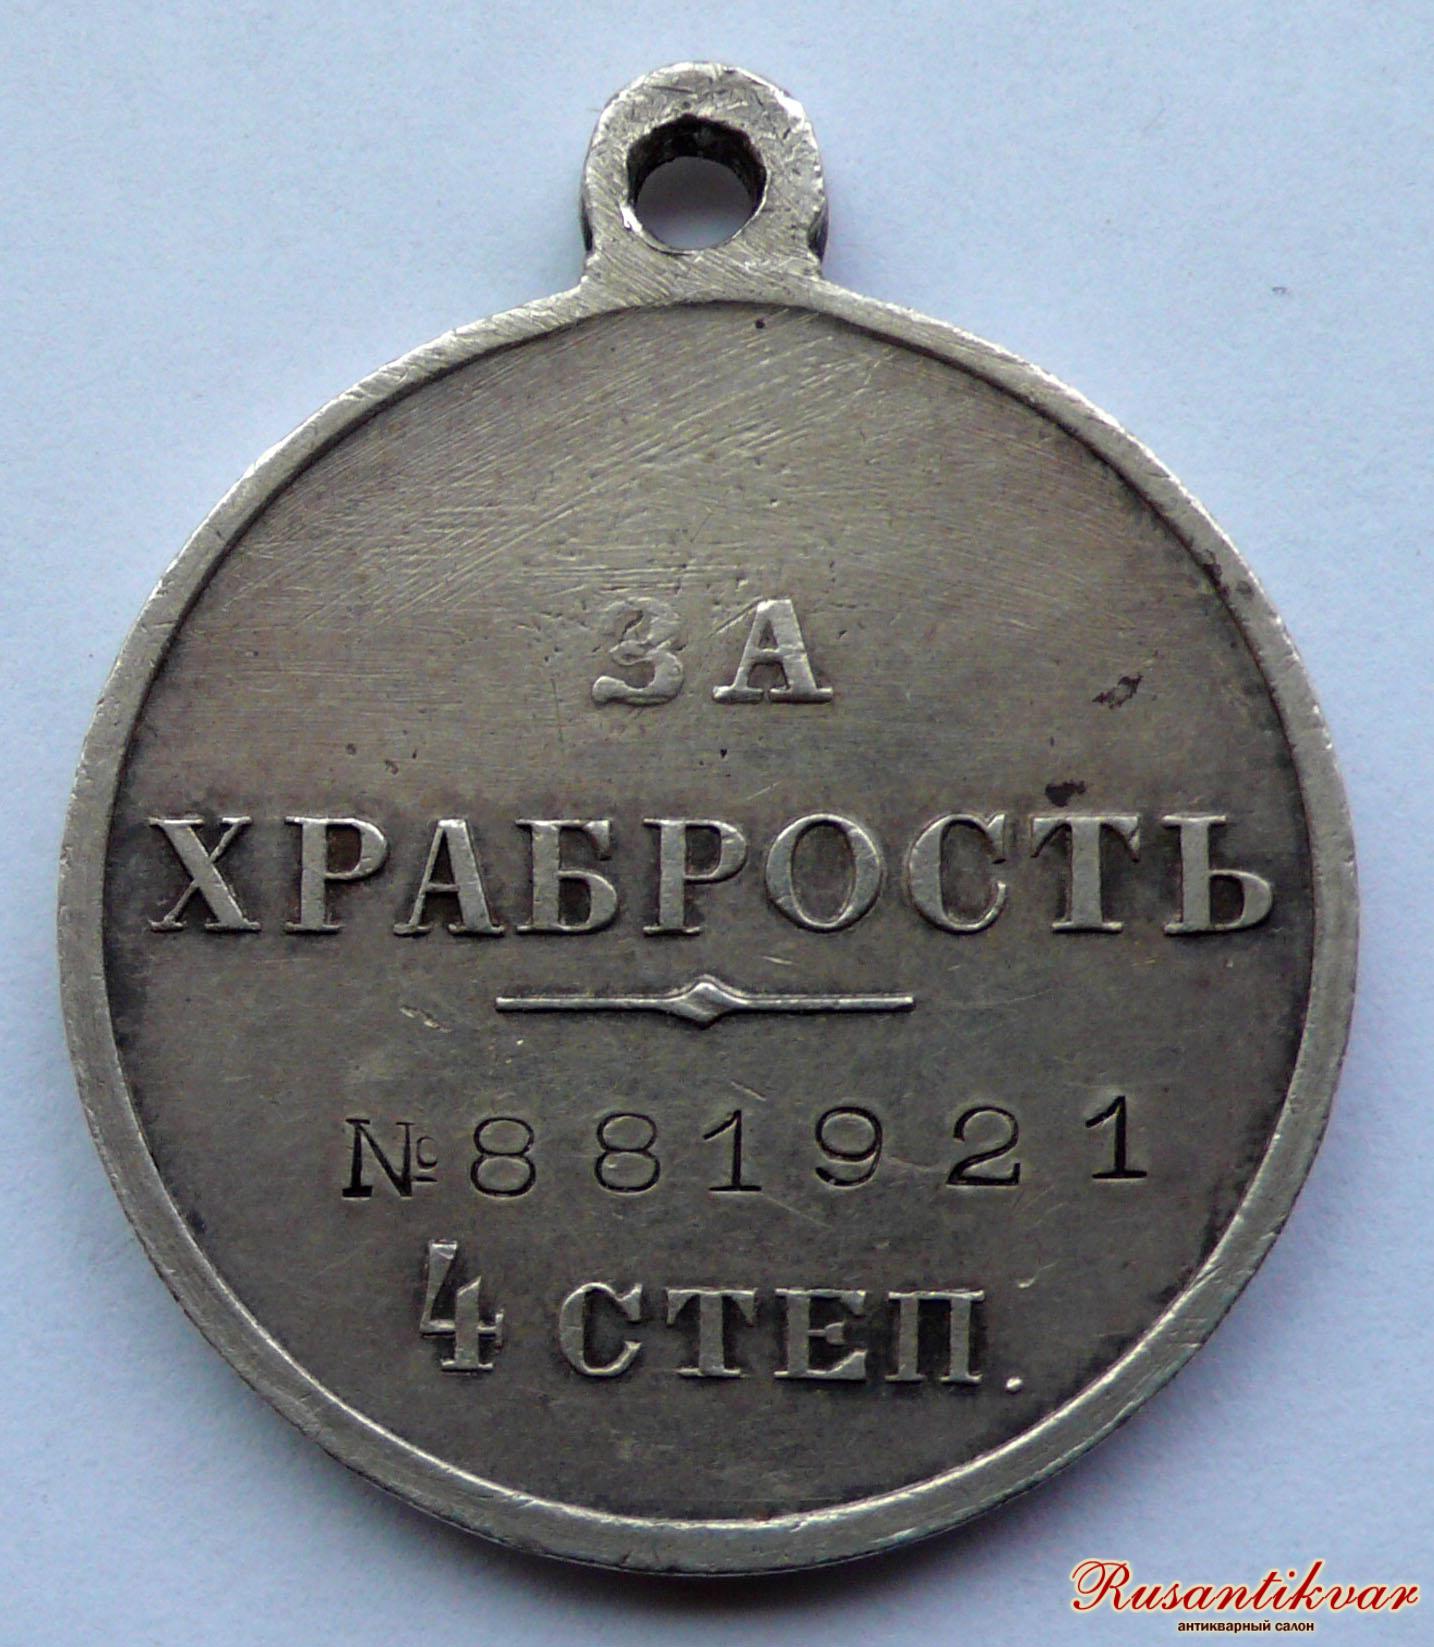 ЗА
ХРАБРОСТЬ
№881921
4 СТЕП.
Rusantikvar
антикварный салон